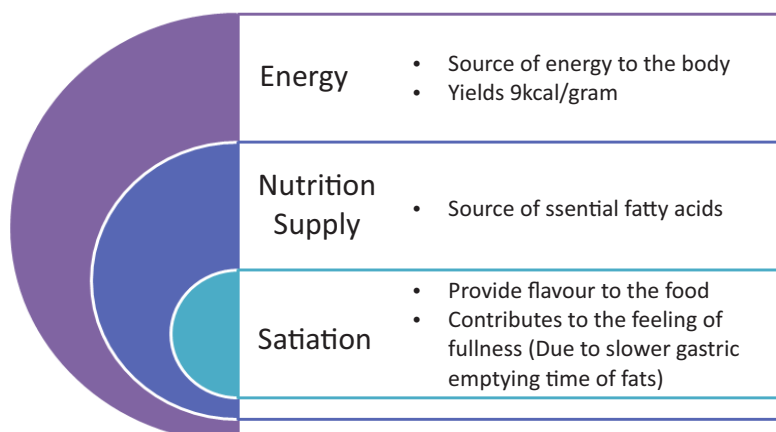 Energy
• Source of energy to the body
• Yields 9kcal/gram
Nutrition
Supply
• Source of ssential fatty acids
Satiation
• Provide flavour to the food
• Contributes to the feeling of
fullness (Due to slower gastric
emptying time of fats)